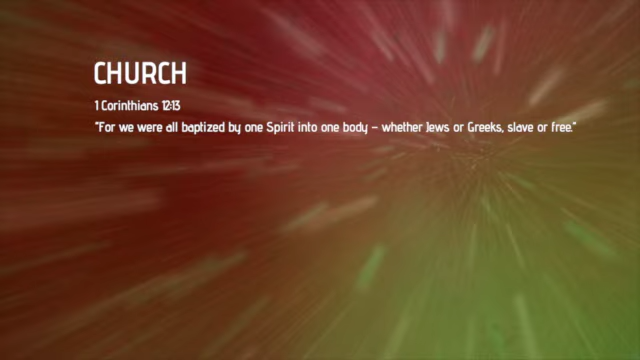 CHURCH
1 Corinthians 12:13
"For we were all baptized by one Spirit into one body – whether Jews or Greeks, slave or free."